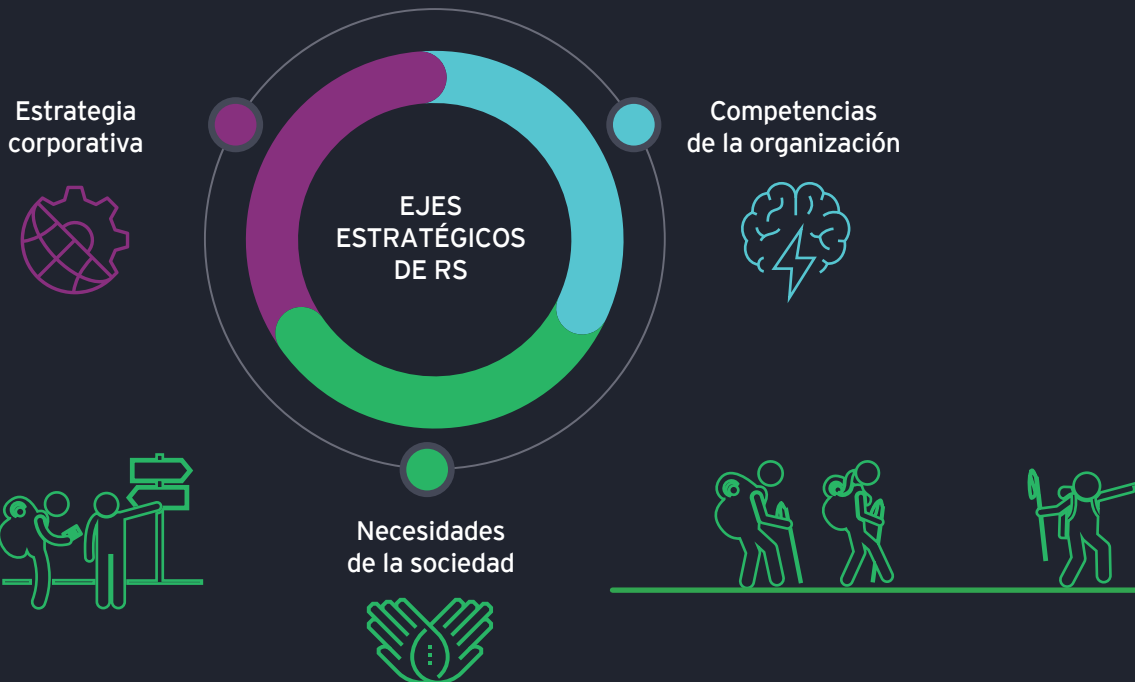 Estrategia
corporativa
Competencias
de la organización
EJES
ESTRATÉGICOS
DE RS
Necesidades
de la sociedad